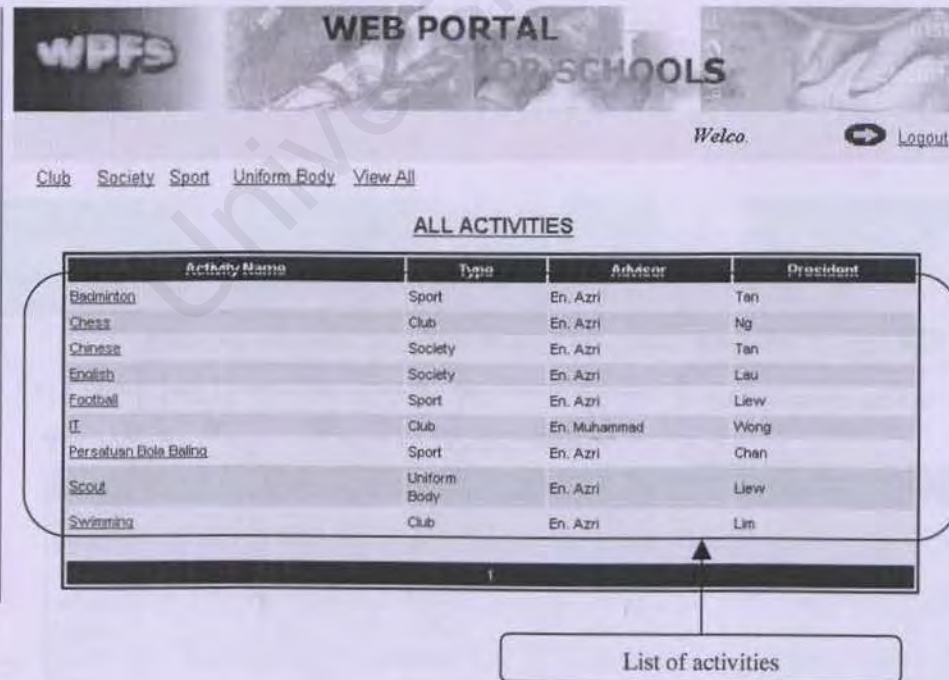 WPFS
WEB PORTAL
FOR SCHOOLS
Welco.
Logout
Club Society Sport Uniform Body View All
ALL ACTIVITIES
Activity Name Type Advisor President
Badminton Sport En. Azri Tan
Chess Club En. Azri Ng
Chinese Society En. Azri Tan
English Society En. Azri Lau
Football Sport En. Azri Liew
IT Club En. Muhammad Wong
Persatuan Bola Baling Sport En. Azri Chan
Scout Uniform Body En. Azri Liew
Swimming Club En. Azri Lim
1
List of activities